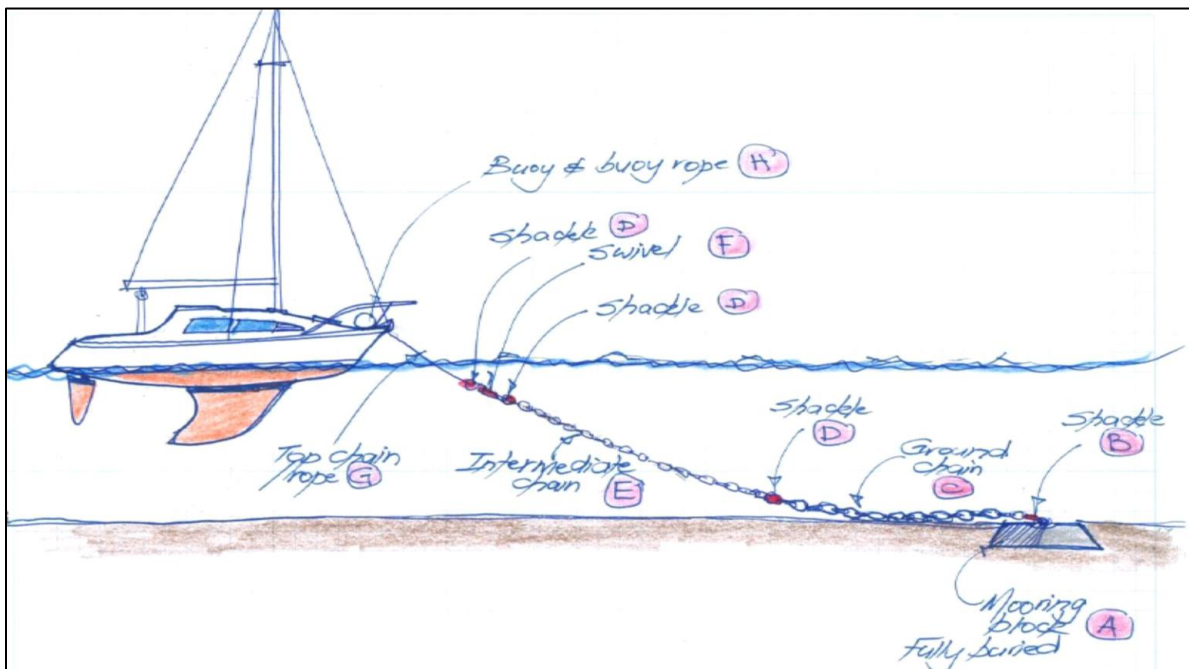 Buoy & buoy rope H
Shackle D
Swivel F
Shackle D
Shackle
D
Shackle
B
Ground
chain
C
Top chain
rope G
Intermediate
chain E
Mooring
block A
Fully buried